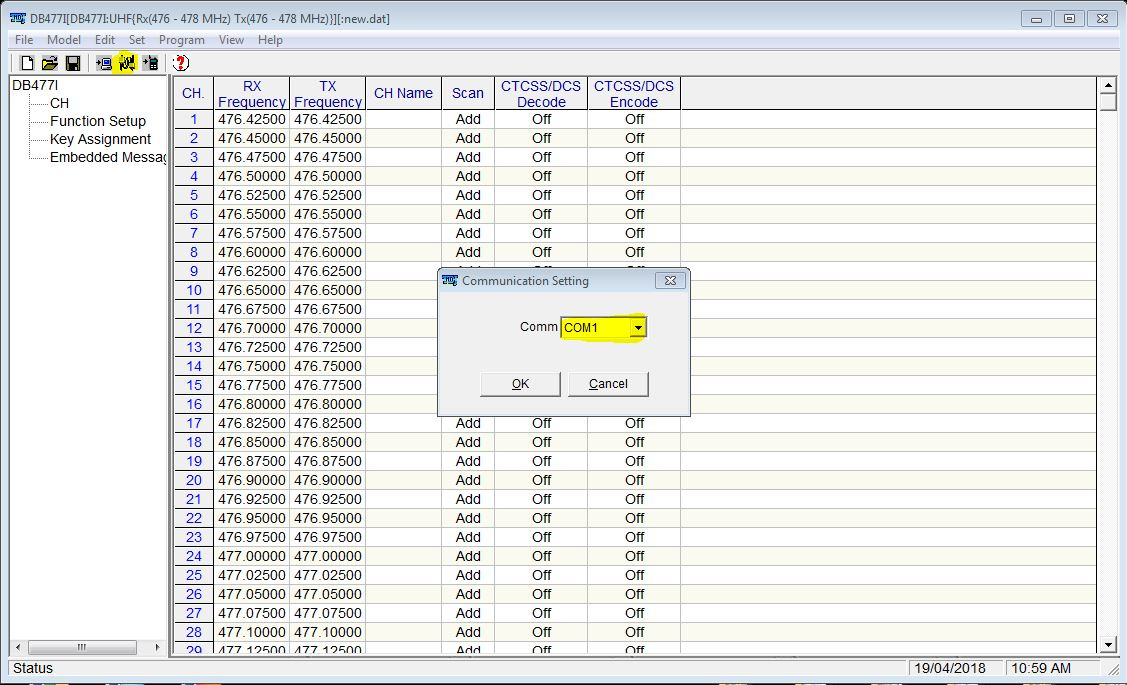 DB477I[DB477I:UHF{Rx(476 - 478 MHz) Tx(476 - 478 MHz)}][:new.dat]
File Model Edit Set Program View Help
DB477I
CH
Function Setup
Key Assignment
Embedded Messag
CH. RX Frequency TX Frequency CH Name Scan CTCSS/DCS Decode CTCSS/DCS Encode
1 476.42500 476.42500 Add Off Off
2 476.45000 476.45000 Add Off Off
3 476.47500 476.47500 Add Off Off
4 476.50000 476.50000 Add Off Off
5 476.52500 476.52500 Add Off Off
6 476.55000 476.55000 Add Off Off
7 476.57500 476.57500 Add Off Off
8 476.60000 476.60000 Add Off Off
9 476.62500 476.62500
10 476.65000 476.65000
11 476.67500 476.67500
12 476.70000 476.70000
13 476.72500 476.72500
14 476.75000 476.75000
15 476.77500 476.77500
16 476.80000 476.80000
17 476.82500 476.82500 Add Off Off
18 476.85000 476.85000 Add Off Off
19 476.87500 476.87500 Add Off Off
20 476.90000 476.90000 Add Off Off
21 476.92500 476.92500 Add Off Off
22 476.95000 476.95000 Add Off Off
23 476.97500 476.97500 Add Off Off
24 477.00000 477.00000 Add Off Off
25 477.02500 477.02500 Add Off Off
26 477.05000 477.05000 Add Off Off
27 477.07500 477.07500 Add Off Off
28 477.10000 477.10000 Add Off Off
29 477.12500 477.12500 Add Off Off
Communication Setting
Comm COM1
OK Cancel
Status 19/04/2018 10:59 AM